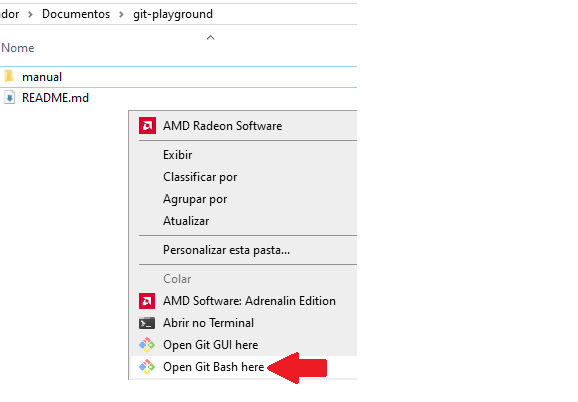 ador > Documentos > git-playground
Nome
manual
README.md
AMD Radeon Software
Exibir
Classificar por
Agrupar por
Atualizar
Personalizar esta pasta...
Colar
AMD Software: Adrenalin Edition
Abrir no Terminal
Open Git GUI here
Open Git Bash here